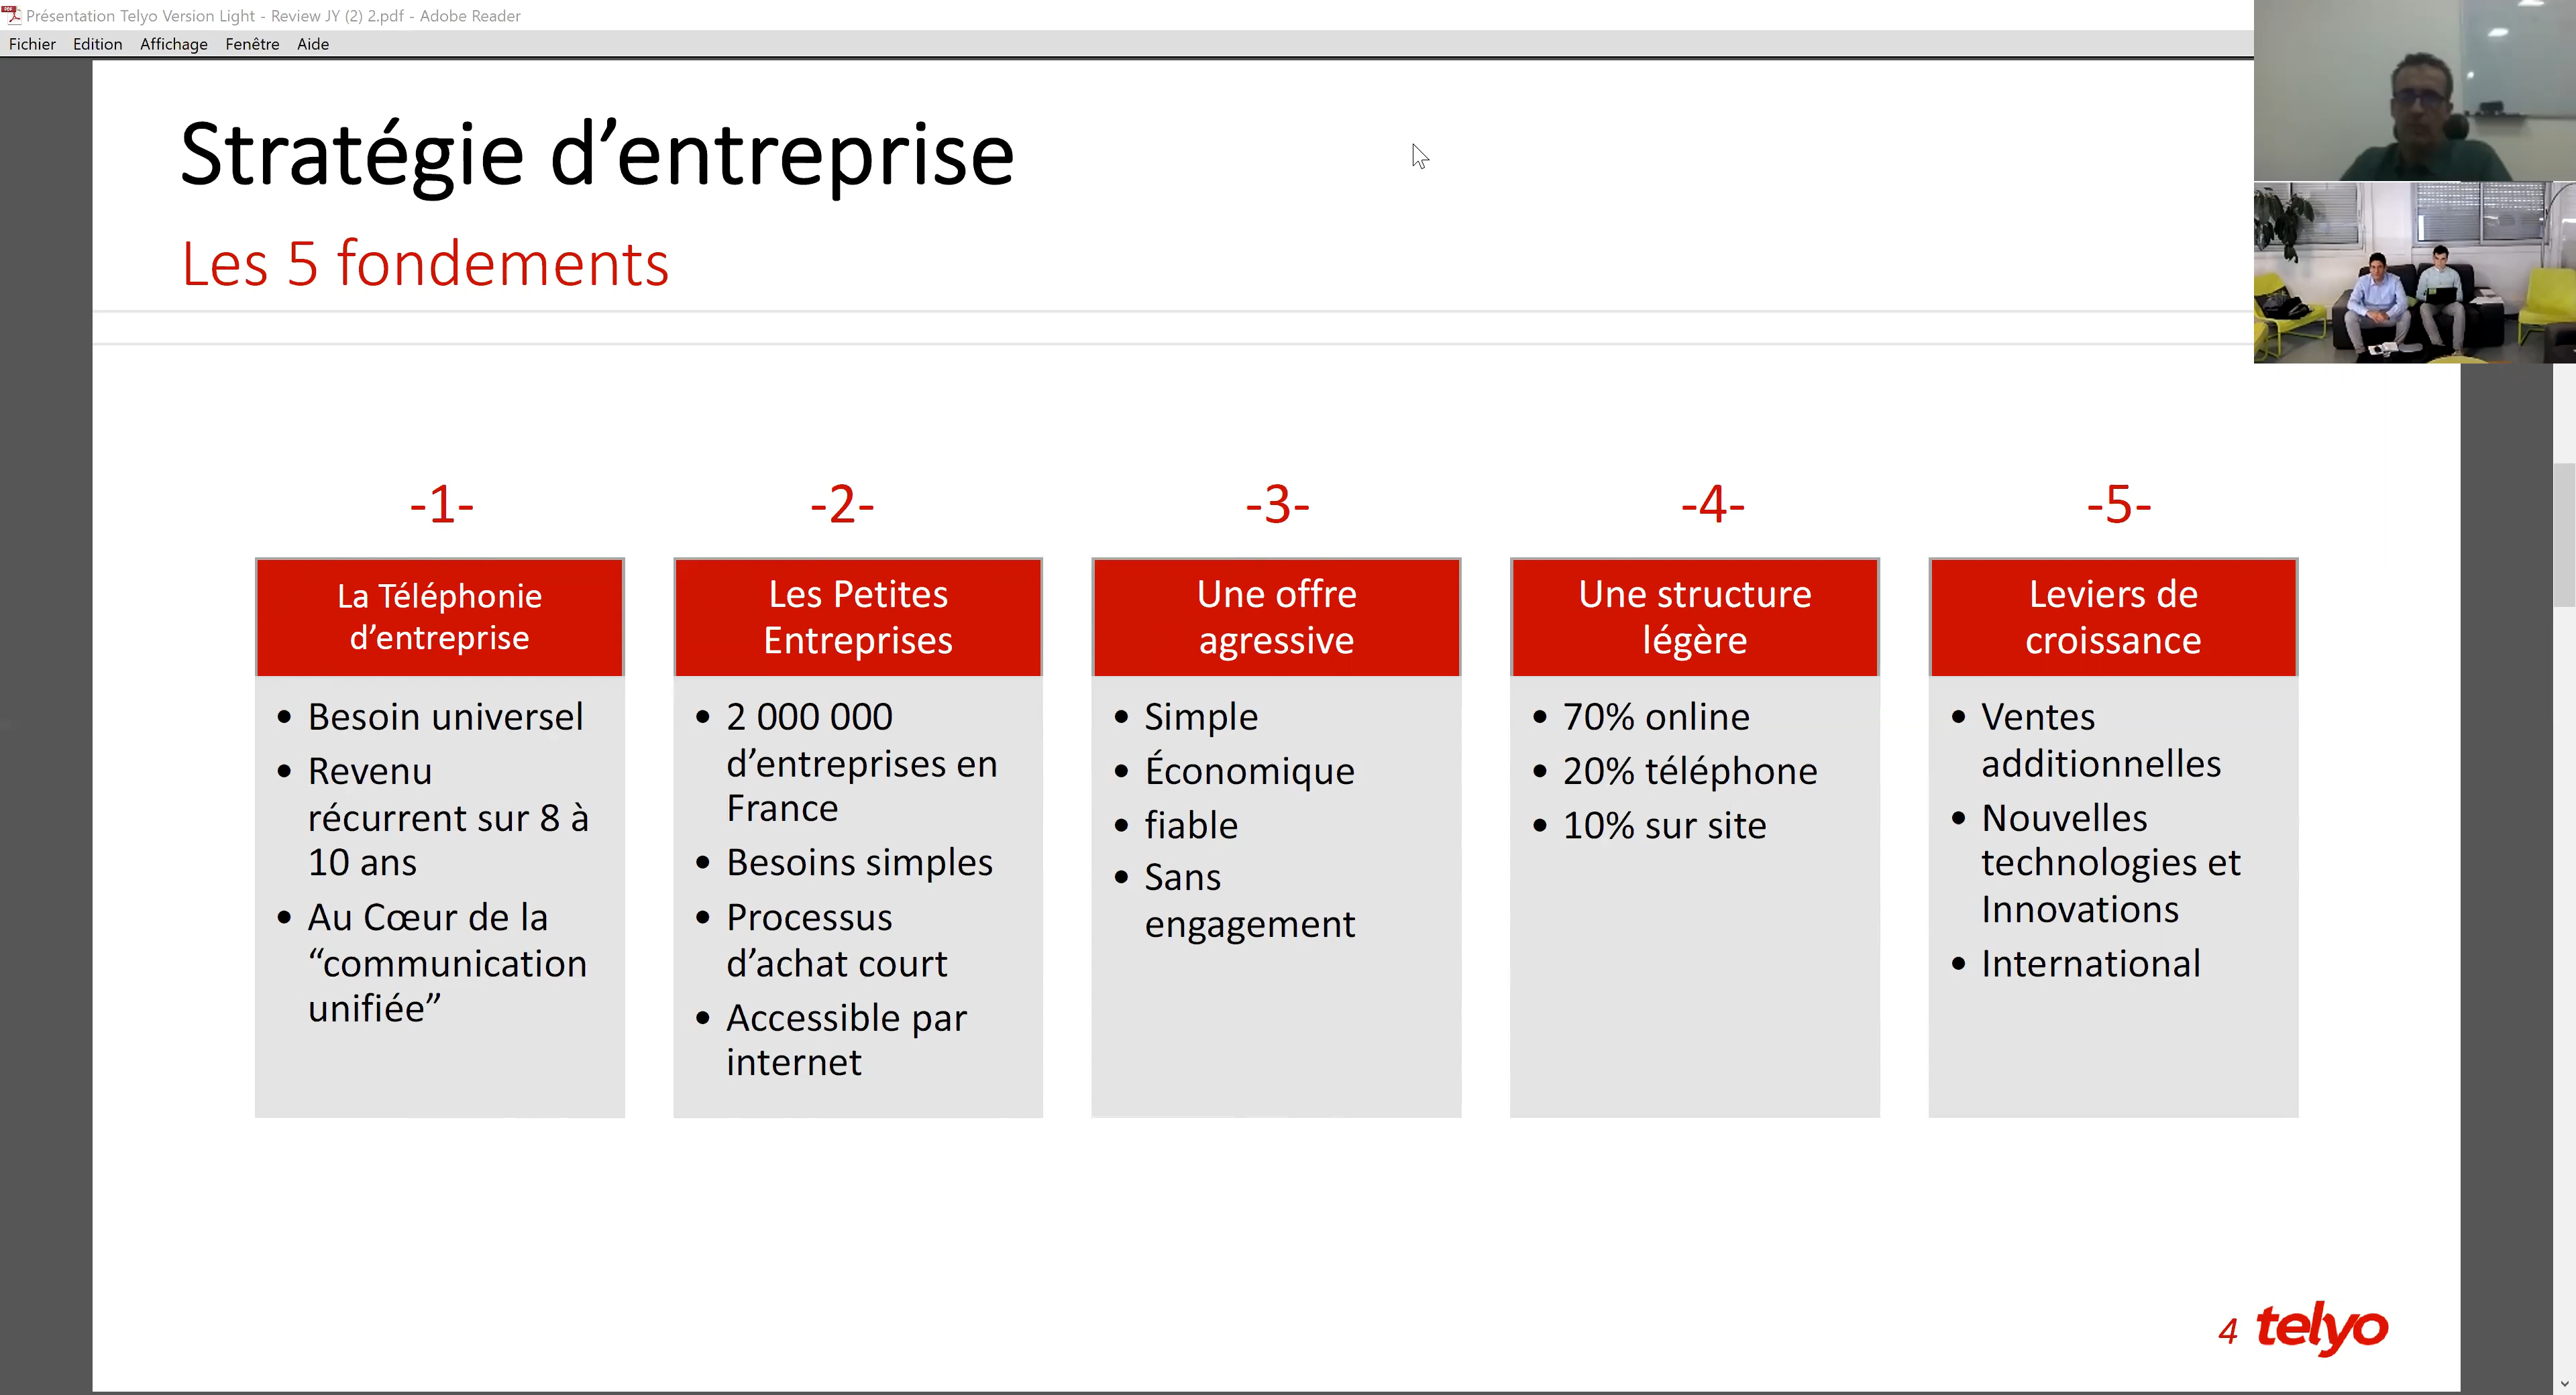 Présentation Telyo Version Light - Review JY (2) 2.pdf - Adobe Reader
Fichier Edition Affichage Fenêtre Aide
Stratégie d’entreprise
Les 5 fondements
-1-
La Téléphonie
d’entreprise
• Besoin universel
• Revenu
récurrent sur 8 à
10 ans
• Au Cœur de la
“communication
unifiée”
-2-
Les Petites
Entreprises
• 2 000 000
d’entreprises en
France
• Besoins simples
• Processus
d’achat court
• Accessible par
internet
-3-
Une offre
agressive
• Simple
• Économique
• fiable
• Sans
engagement
-4-
Une structure
légère
• 70% online
• 20% téléphone
• 10% sur site
-5-
Leviers de
croissance
• Ventes
additionnelles
• Nouvelles
technologies et
Innovations
• International
4 telyo